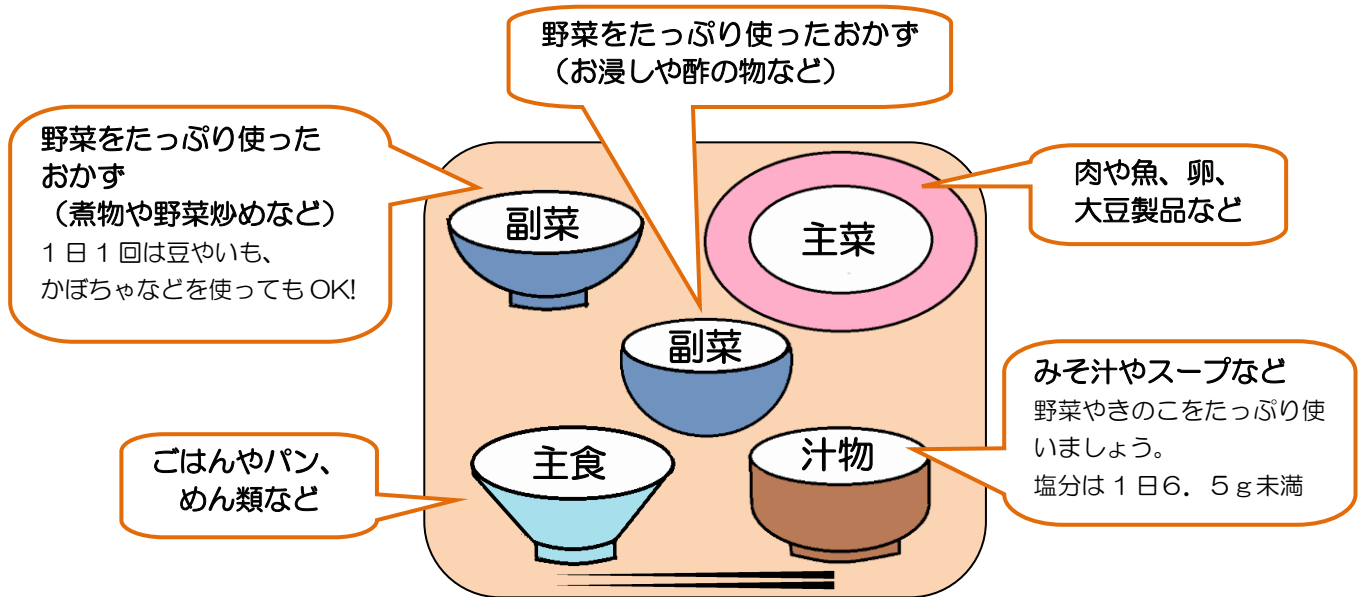 野菜をたっぷり使ったおかず
（お浸しや酢の物など）
野菜をたっぷり使った
おかず
（煮物や野菜炒めなど）
１日１回は豆やいも、
かぼちゃなどを使ってもOK!
肉や魚、卵、
大豆製品など
副菜
主菜
副菜
みそ汁やスープなど
野菜やきのこをたっぷり使
いましょう。
塩分は１日６．５ｇ未満
ごはんやパン、
めん類など
主食
汁物